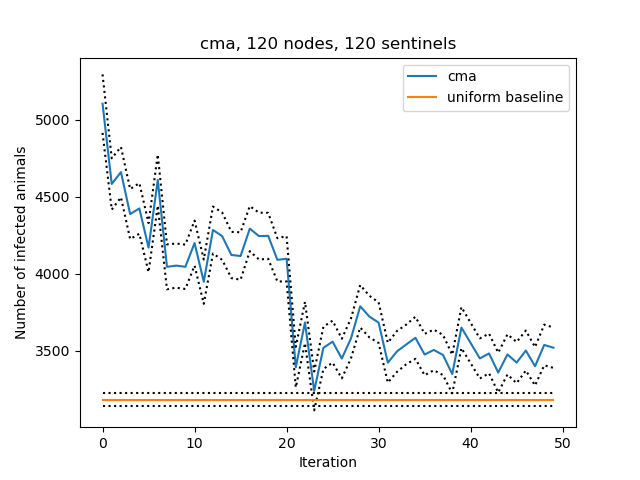 cma, 120 nodes, 120 sentinels
cma
uniform baseline
Number of infected animals
5000
4500
4000
3500
0 10 20 30 40 50
Iteration